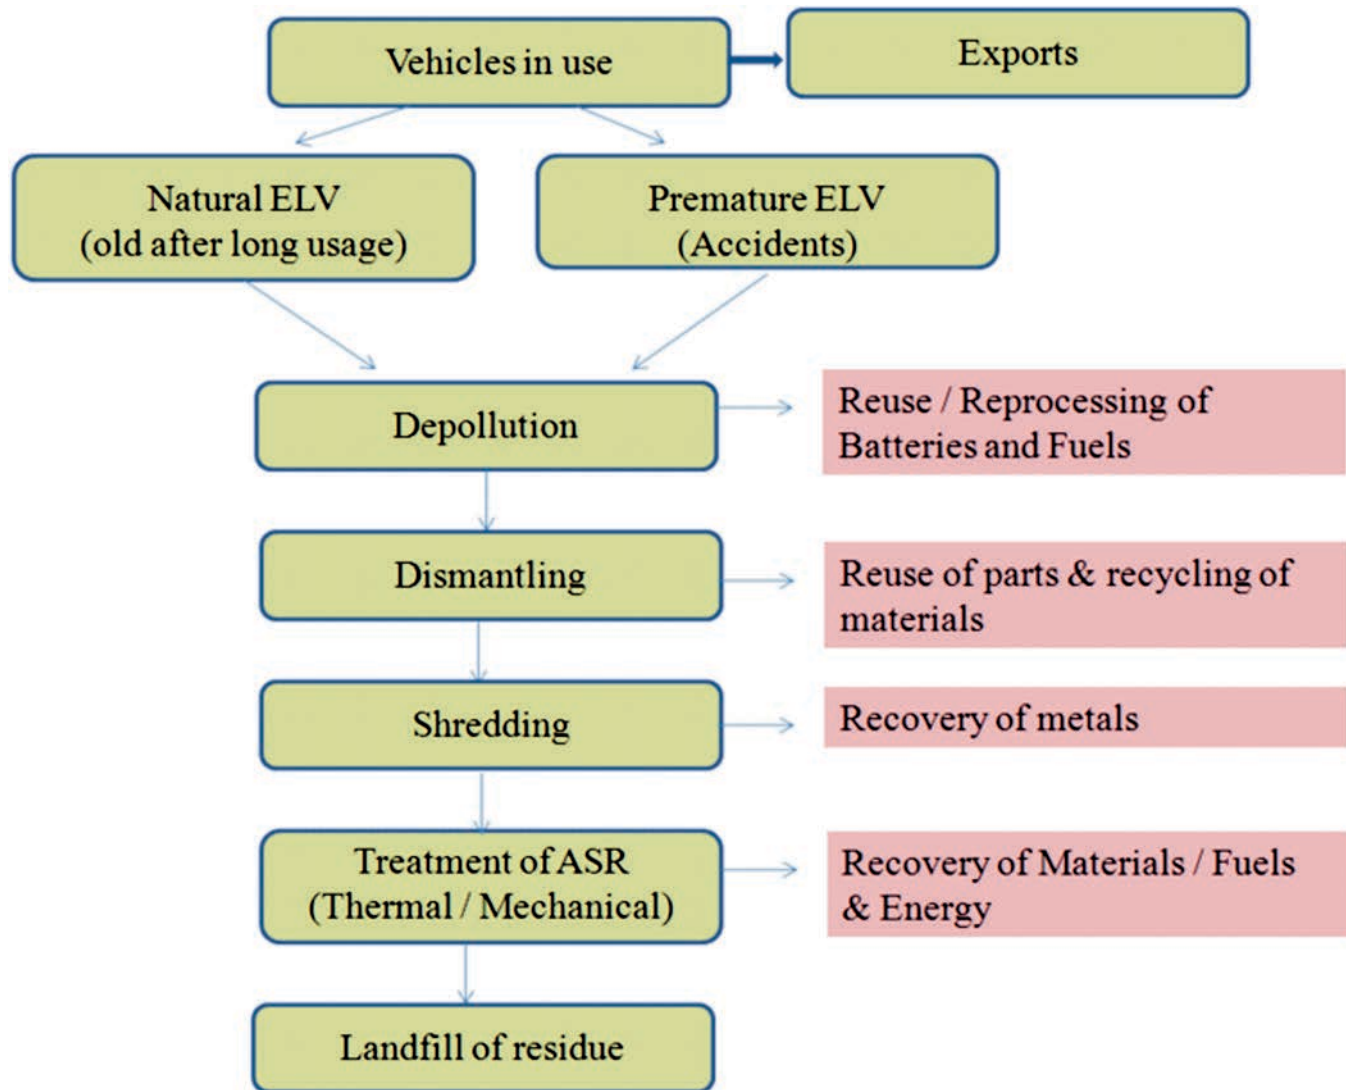 Vehicles in use
Exports
Natural ELV
(old after long usage)
Premature ELV
(Accidents)
Depollution
Reuse / Reprocessing of
Batteries and Fuels
Dismantling
Reuse of parts & recycling of
materials
Shredding
Recovery of metals
Treatment of ASR
(Thermal / Mechanical)
Recovery of Materials / Fuels
& Energy
Landfill of residue